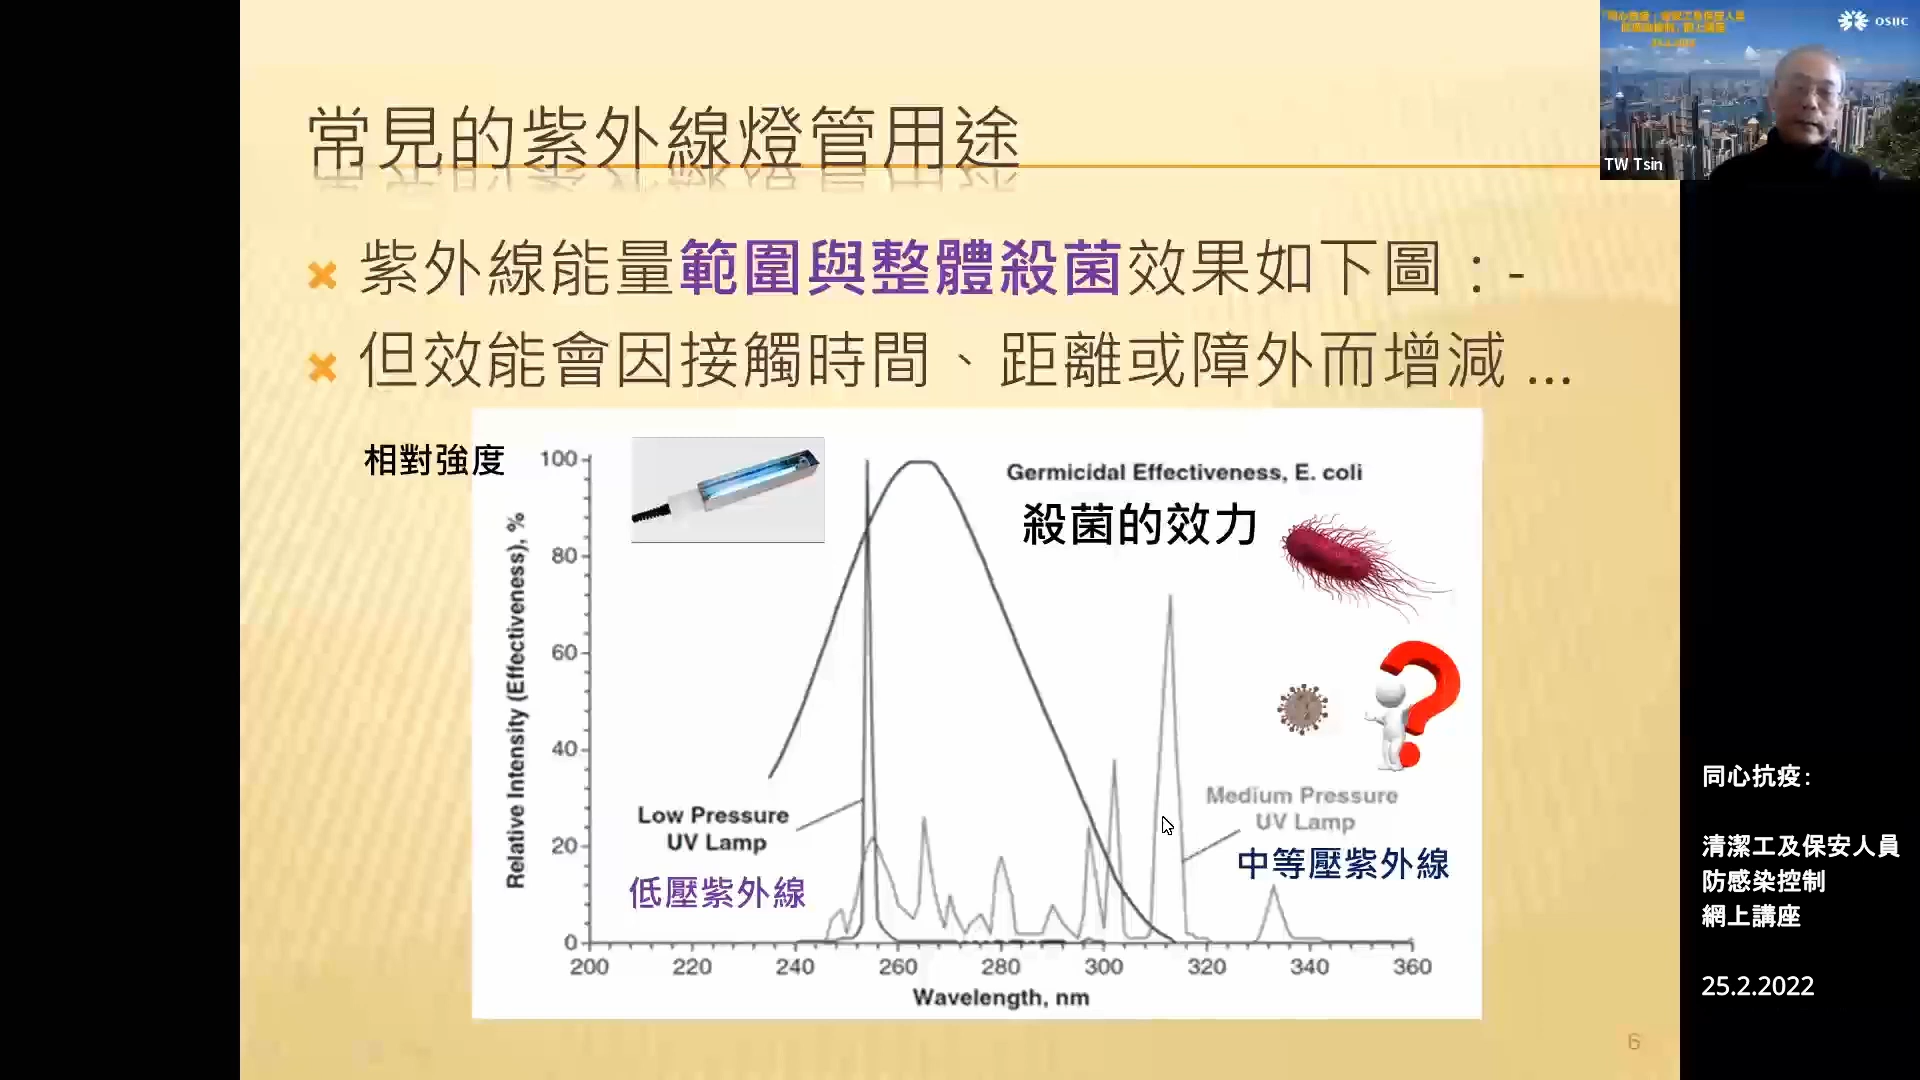 常見的紫外線燈管用途
紫外線能量範圍與整體殺菌效果如下圖：-
但效能會因接觸時間、距離或障外而增減 ...
相對強度
Relative Intensity (Effectiveness), %
100
80
60
40
20
0
Germicidal Effectiveness, E. coli
殺菌的效力
Low Pressure
UV Lamp
低壓紫外線
Medium Pressure
UV Lamp
中等壓紫外線
200 220 240 260 280 300 320 340 360
Wavelength, nm
6
OSIIC
TW Tsin
同心抗疫：
清潔工及保安人員
防感染控制
網上講座
25.2.2022